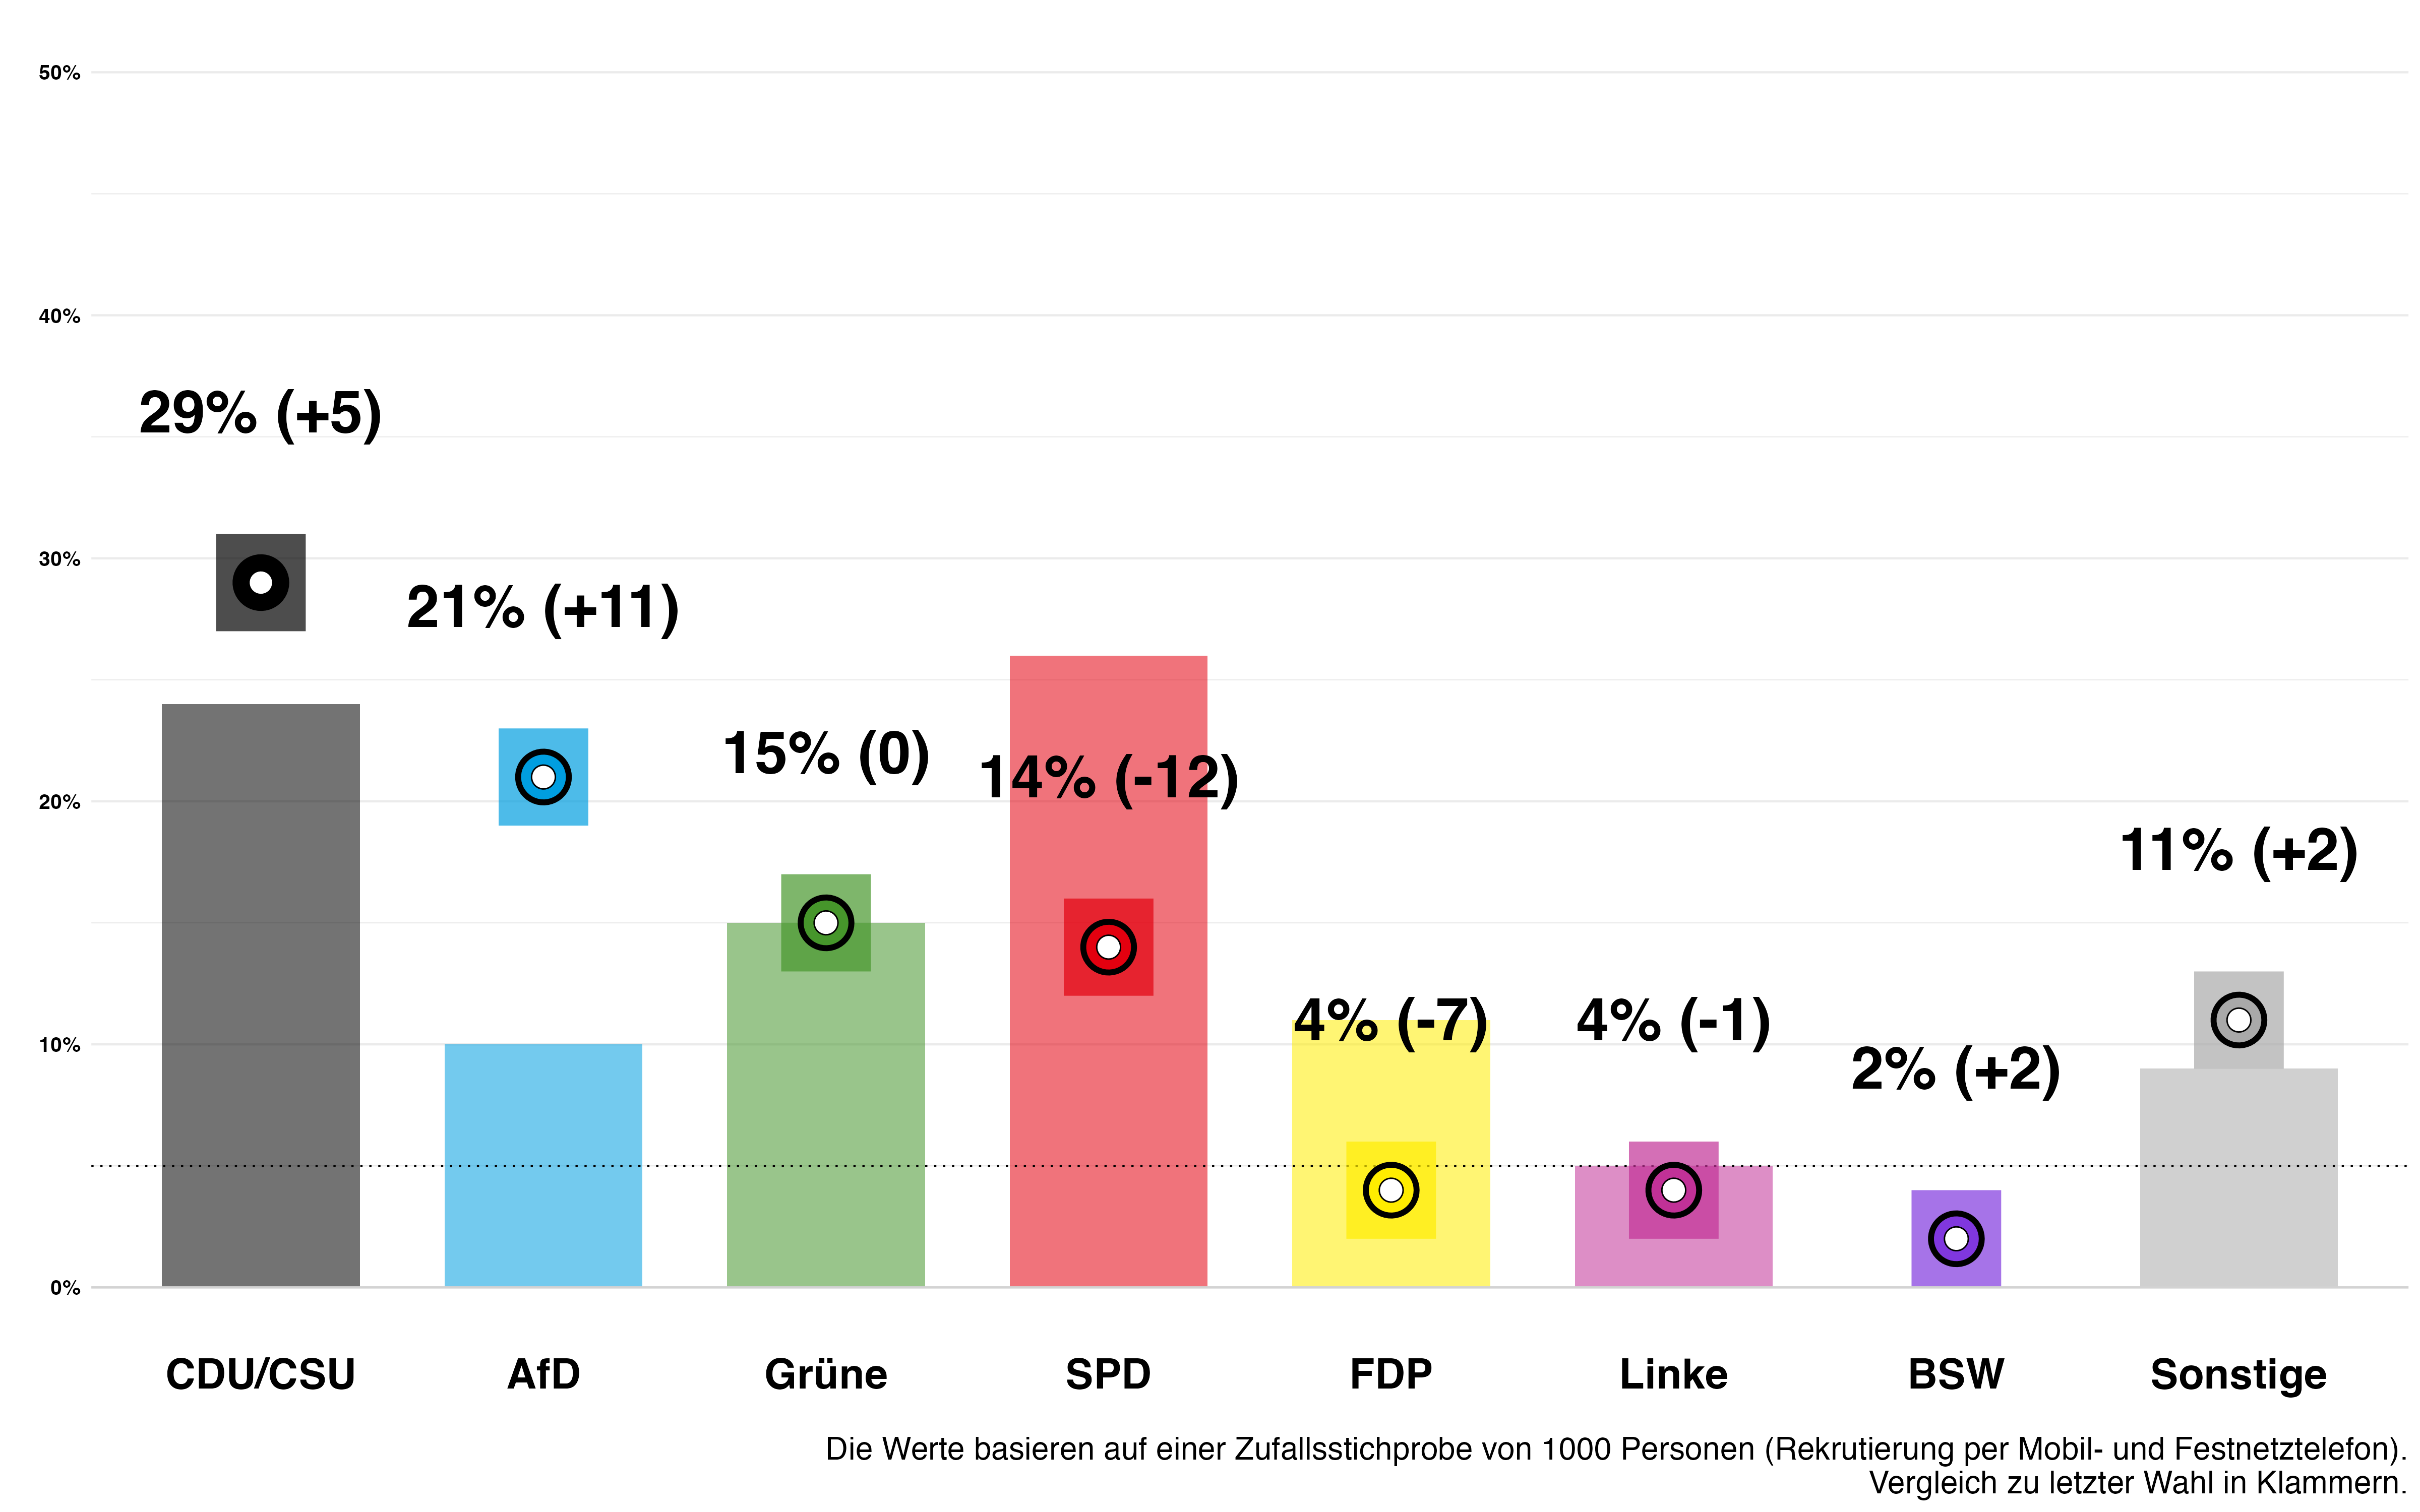 50%
40%
30%
20%
10%
0%
29% (+5)
21% (+11)
15% (0)
14% (-12)
4% (-7)
4% (-1)
2% (+2)
11% (+2)
CDU/CSU
AfD
Grüne
SPD
FDP
Linke
BSW
Sonstige
Die Werte basieren auf einer Zufallsstichprobe von 1000 Personen (Rekrutierung per Mobil- und Festnetztelefon).
Vergleich zu letzter Wahl in Klammern.